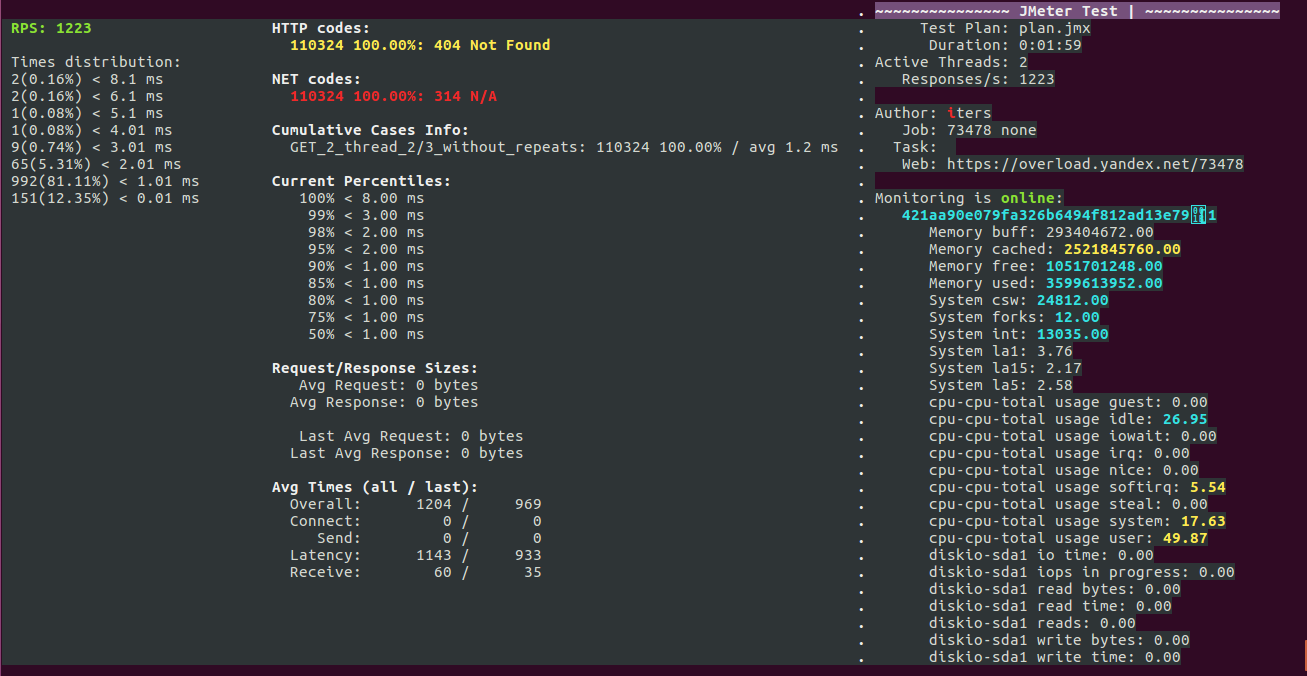 RPS: 1223
Times distribution:
2(0.16%) < 8.1 ms
2(0.16%) < 6.1 ms
1(0.08%) < 5.1 ms
1(0.08%) < 4.01 ms
9(0.74%) < 3.01 ms
65(5.31%) < 2.01 ms
992(81.11%) < 1.01 ms
151(12.35%) < 0.01 ms
HTTP codes:
110324 100.00%: 404 Not Found
NET codes:
110324 100.00%: 314 N/A
Cumulative Cases Info:
GET_2_thread_2/3_without_repeats: 110324 100.00% / avg 1.2 ms
Current Percentiles:
100% < 8.00 ms
99% < 3.00 ms
98% < 2.00 ms
95% < 2.00 ms
90% < 1.00 ms
85% < 1.00 ms
80% < 1.00 ms
75% < 1.00 ms
50% < 1.00 ms
Request/Response Sizes:
Avg Request: 0 bytes
Avg Response: 0 bytes
Last Avg Request: 0 bytes
Last Avg Response: 0 bytes
Avg Times (all / last):
Overall: 1204 / 969
Connect: 0 / 0
Send: 0 / 0
Latency: 1143 / 933
Receive: 60 / 35
~~~~~~~~~~~~~~~ JMeter Test | ~~~~~~~~~~~~~~~
Test Plan: plan.jmx
Duration: 0:01:59
Active Threads: 2
Responses/s: 1223
Author: iters
Job: 73478 none
Task:
Web: https://overload.yandex.net/73478
Monitoring is online:
421aa90e079fa326b6494f812ad13e79 1
Memory buff: 293404672.00
Memory cached: 2521845760.00
Memory free: 1051701248.00
Memory used: 3599613952.00
System csw: 24812.00
System forks: 12.00
System int: 13035.00
System la1: 3.76
System la15: 2.17
System la5: 2.58
cpu-cpu-total usage guest: 0.00
cpu-cpu-total usage idle: 26.95
cpu-cpu-total usage iowait: 0.00
cpu-cpu-total usage irq: 0.00
cpu-cpu-total usage nice: 0.00
cpu-cpu-total usage softirq: 5.54
cpu-cpu-total usage steal: 0.00
cpu-cpu-total usage system: 17.63
cpu-cpu-total usage user: 49.87
diskio-sda1 io time: 0.00
diskio-sda1 iops in progress: 0.00
diskio-sda1 read bytes: 0.00
diskio-sda1 read time: 0.00
diskio-sda1 reads: 0.00
diskio-sda1 write bytes: 0.00
diskio-sda1 write time: 0.00